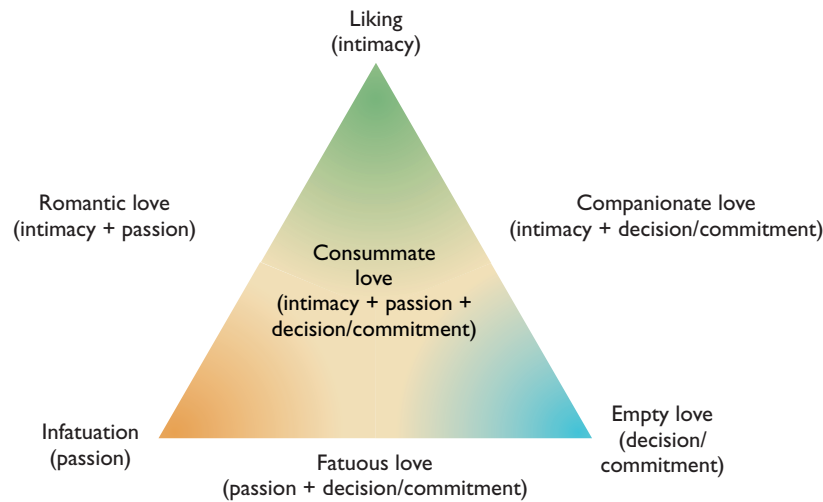 Liking
(intimacy)
Romantic love
(intimacy + passion)
Companionate love
(intimacy + decision/commitment)
Consummate
love
(intimacy + passion +
decision/commitment)
Infatuation
(passion)
Empty love
(decision/
commitment)
Fatuous love
(passion + decision/commitment)